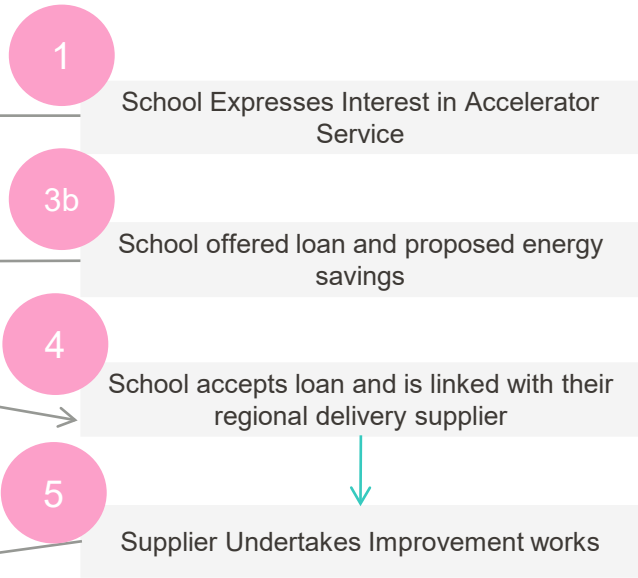 1
School Expresses Interest in Accelerator
Service
3b
School offered loan and proposed energy
savings
4
School accepts loan and is linked with their
regional delivery supplier
5
Supplier Undertakes Improvement works